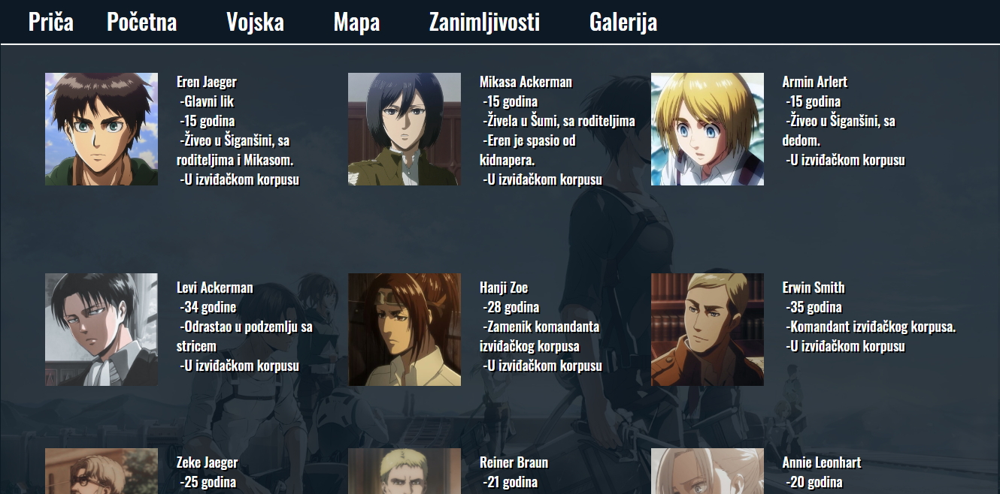 Priča Početna Vojska Mapa Zanimljivosti Galerija
Eren Jaeger
-Glavni lik
-15 godina
-Živeo u Šiganšini, sa
roditeljima i Mikasom.
-U izviđačkom korpusu
Mikasa Ackerman
-15 godina
-Živela u Šumi, sa roditeljima
-Eren je spasio od
kidnapera.
-U izviđačkom korpusu
Armin Arlert
-15 godina
-Živeo u Šiganšini, sa
dedom.
-U izviđačkom korpusu
Levi Ackerman
-34 godine
-Odrastao u podzemlju sa
stricem
-U izviđačkom korpusu
Hanji Zoe
-28 godina
-Zamenik komandanta
izviđačkog korpusa
-U izviđačkom korpusu
Erwin Smith
-35 godina
-Komandant izviđačkog korpusa.
-U izviđačkom korpusu
Zeke Jaeger
-25 godina
Reiner Braun
-21 godina
Annie Leonhart
-20 godina